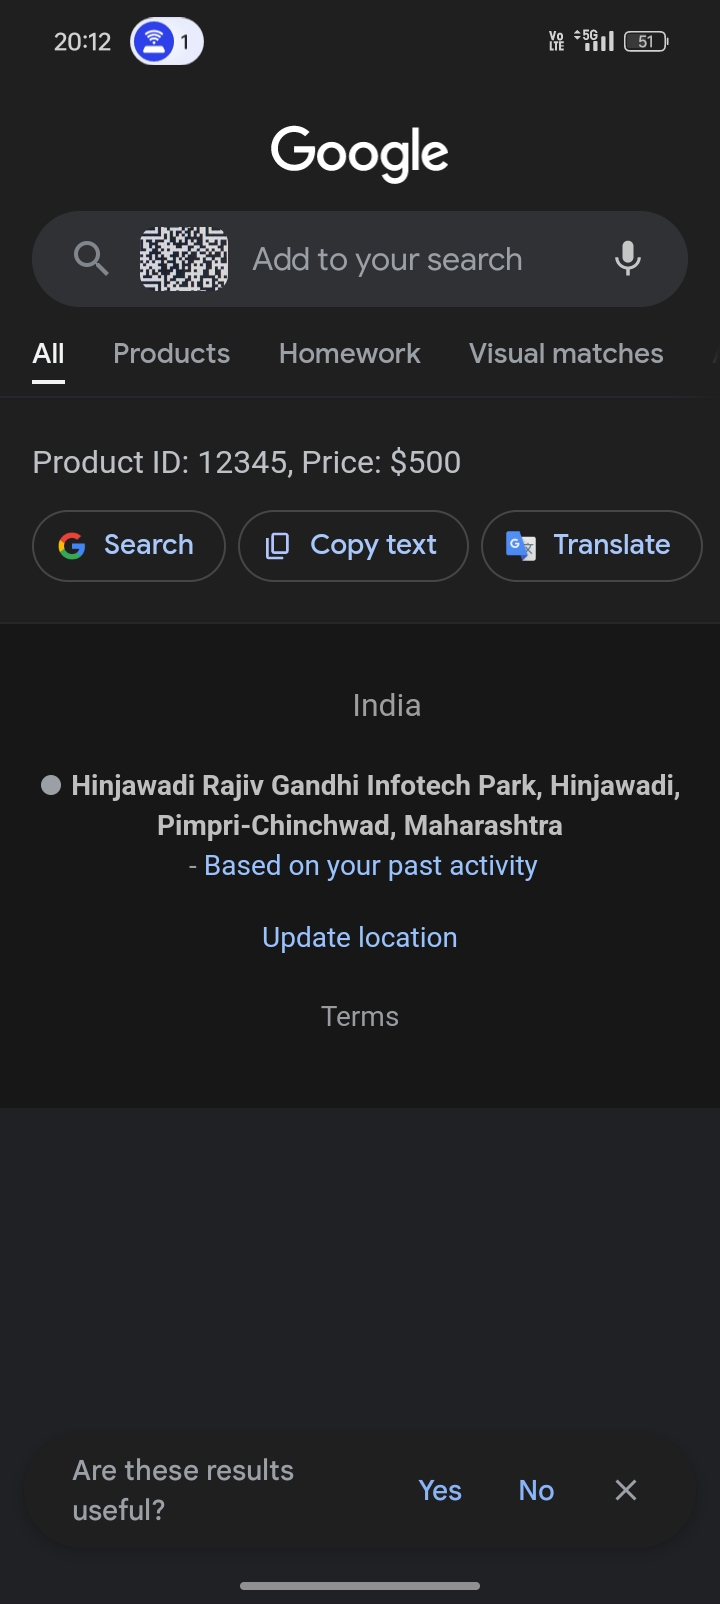 20:12 1 Vo LTE 5G 51
Google
Add to your search
All Products Homework Visual matches
Product ID: 12345, Price: $500
Search Copy text Translate
India
Hinjawadi Rajiv Gandhi Infotech Park, Hinjawadi,
Pimpri-Chinchwad, Maharashtra
- Based on your past activity
Update location
Terms
Are these results
useful?
Yes No